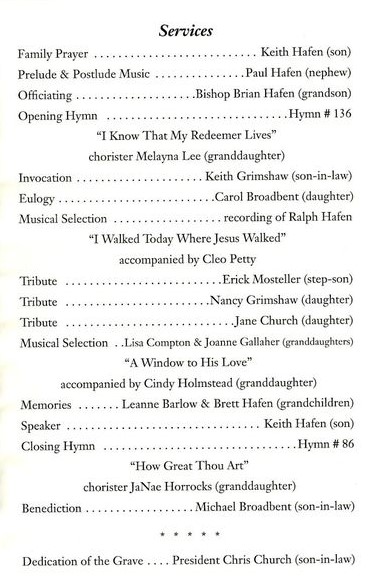 Services
Family Prayer ........................... Keith Hafen (son)
Prelude & Postlude Music ...............Paul Hafen (nephew)
Officiating ....................Bishop Brian Hafen (grandson)
Opening Hymn ...............................Hymn # 136
“I Know That My Redeemer Lives”
chorister Melayna Lee (granddaughter)
Invocation ...................... Keith Grimshaw (son-in-law)
Eulogy ..........................Carol Broadbent (daughter)
Musical Selection .................. recording of Ralph Hafen
“I Walked Today Where Jesus Walked”
accompanied by Cleo Petty
Tribute ..........................Erick Mosteller (step-son)
Tribute ........................Nancy Grimshaw (daughter)
Tribute ............................Jane Church (daughter)
Musical Selection ..Lisa Compton & Joanne Gallaher (granddaughters)
“A Window to His Love”
accompanied by Cindy Holmstead (granddaughter)
Memories ....... Leanne Barlow & Brett Hafen (grandchildren)
Speaker ................................ Keith Hafen (son)
Closing Hymn ................................Hymn # 86
“How Great Thou Art”
chorister JaNae Horrocks (granddaughter)
Benediction .................. Michael Broadbent (son-in-law)
* * * * *
Dedication of the Grave .... President Chris Church (son-in-law)